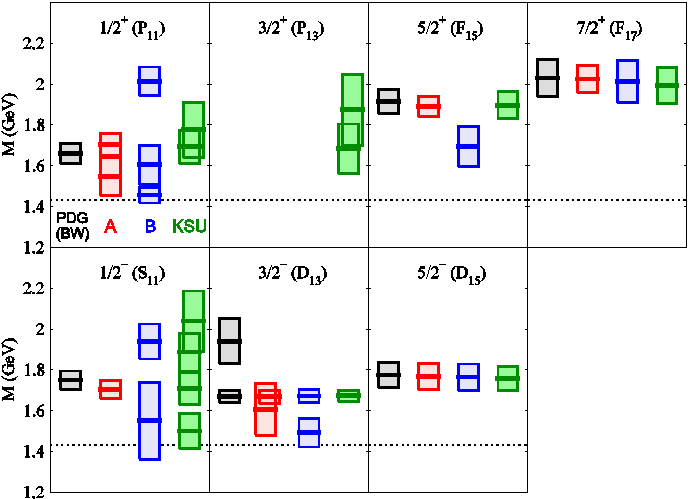 1/2⁺ (P₁₁) 3/2⁺ (P₁₃) 5/2⁺ (F₁₅) 7/2⁺ (F₁₇)
2.2
2
1.8
1.6
1.4
1.2
M (GeV)
PDG (BW) A B KSU
1/2⁻ (S₁₁) 3/2⁻ (D₁₃) 5/2⁻ (D₁₅)
2.2
2
1.8
1.6
1.4
1.2
M (GeV)